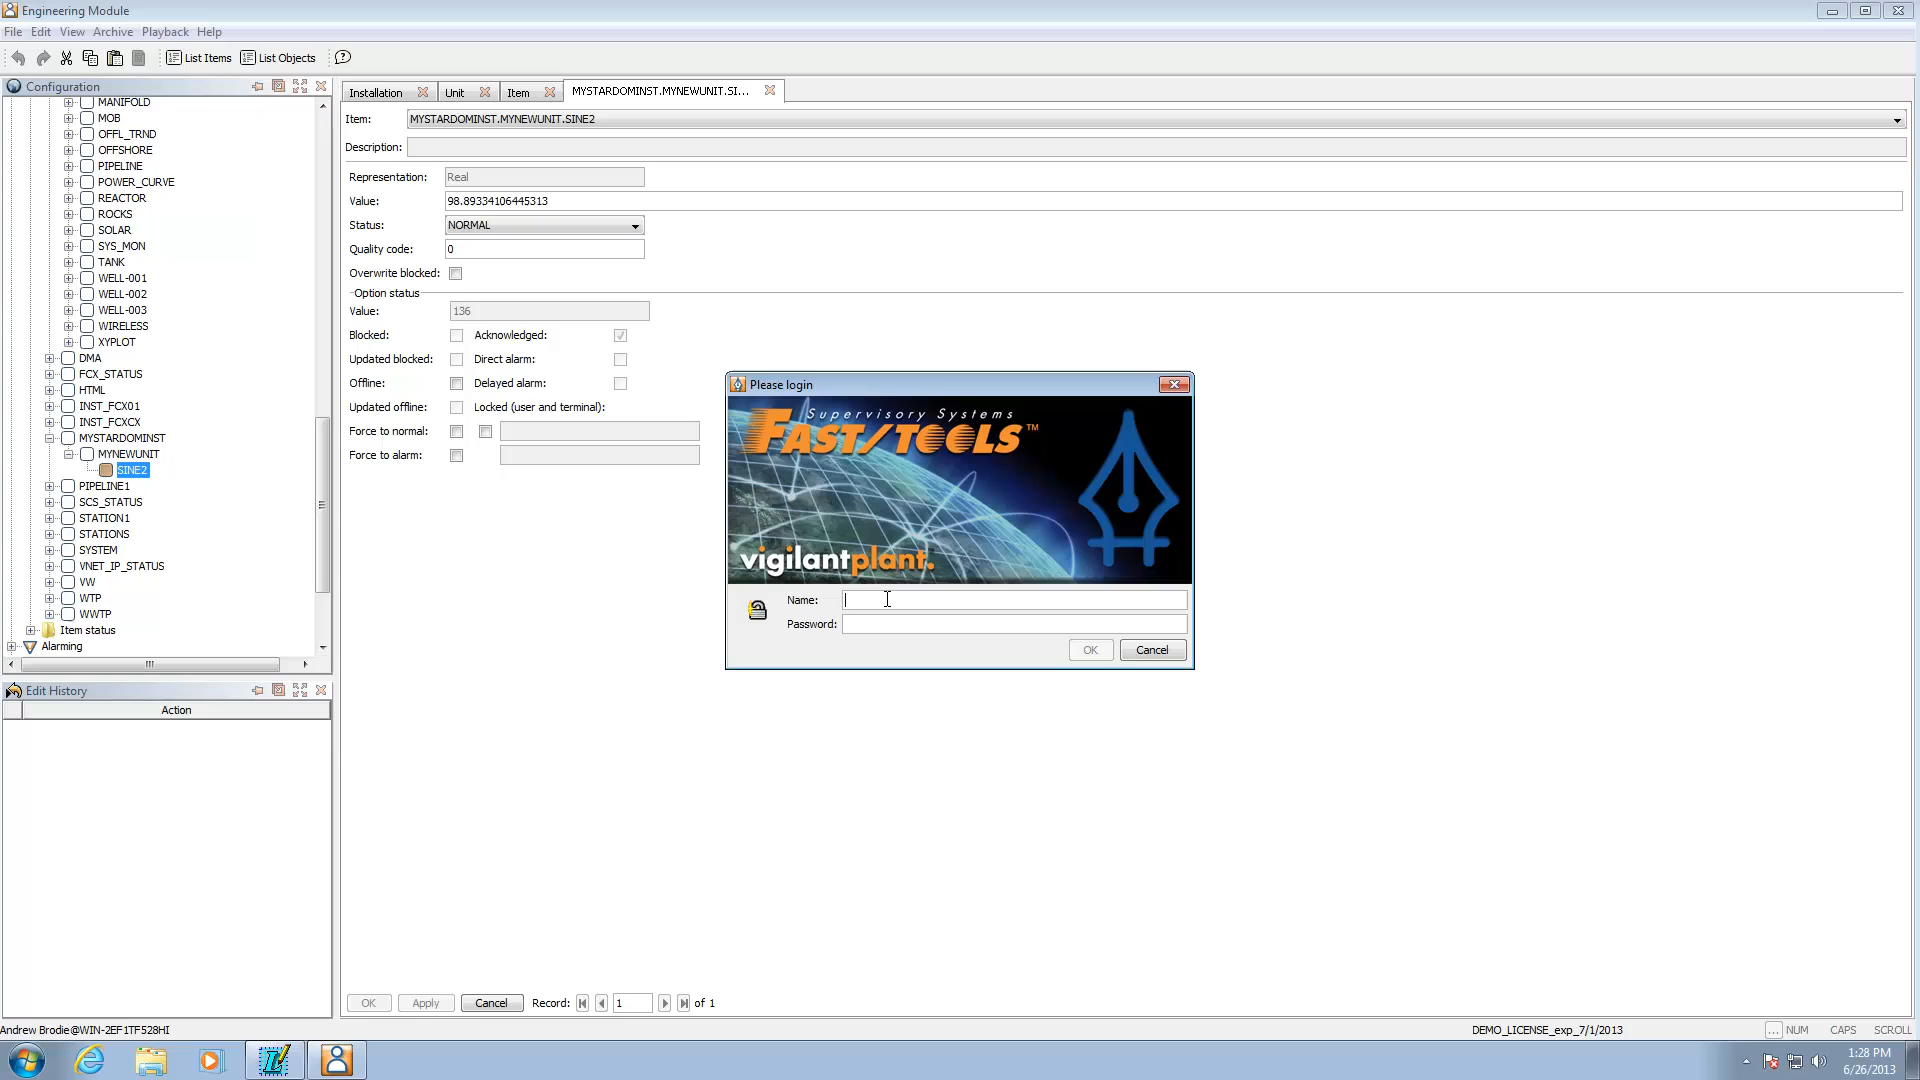 Engineering Module
File Edit View Archive Playback Help
List Items List Objects
Configuration
MANIFOLD
MOB
OFFL_TRND
OFFSHORE
PIPELINE
POWER_CURVE
REACTOR
ROCKS
SOLAR
SYS_MON
TANK
WELL-001
WELL-002
WELL-003
WIRELESS
XYPLOT
DMA
FCX_STATUS
HTML
INST_FCX01
INST_FCXCX
MYSTARDOMINST
MYNEWUNIT
SINE2
PIPELINE1
SCS_STATUS
STATION1
STATIONS
SYSTEM
VNET_IP_STATUS
VW
WTP
WWTP
Item status
Alarming
Edit History
Action
Installation Unit Item MYSTARDOMINST.MYNEWUNIT.SI...
Item: MYSTARDOMINST.MYNEWUNIT.SINE2
Description:
Representation: Real
Value: 98.89334106445313
Status: NORMAL
Quality code: 0
Overwrite blocked:
Option status
Value: 136
Blocked: Acknowledged:
Updated blocked: Direct alarm:
Offline: Delayed alarm:
Updated offline: Locked (user and terminal):
Force to normal:
Force to alarm:
Please login
Supervisory Systems
FAST/TOOLS™
vigilantplant.
Name:
Password:
OK Cancel
OK Apply Cancel Record: 1 of 1
Andrew Brodie@WIN-2EF1TF528HI DEMO_LICENSE_exp_7/1/2013 ... NUM CAPS SCROLL
1:28 PM
6/26/2013